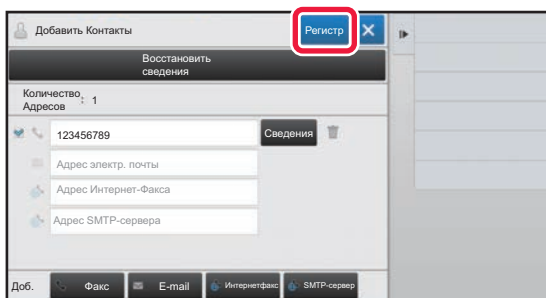 Добавить Контакты
Регистр
Восстановить
сведения
Количество
Адресов : 1
123456789
Сведения
Адрес электр. почты
Адрес Интернет-Факса
Адрес SMTP-сервера
Доб.
Факс
E-mail
Интернетфакс
SMTP-сервер